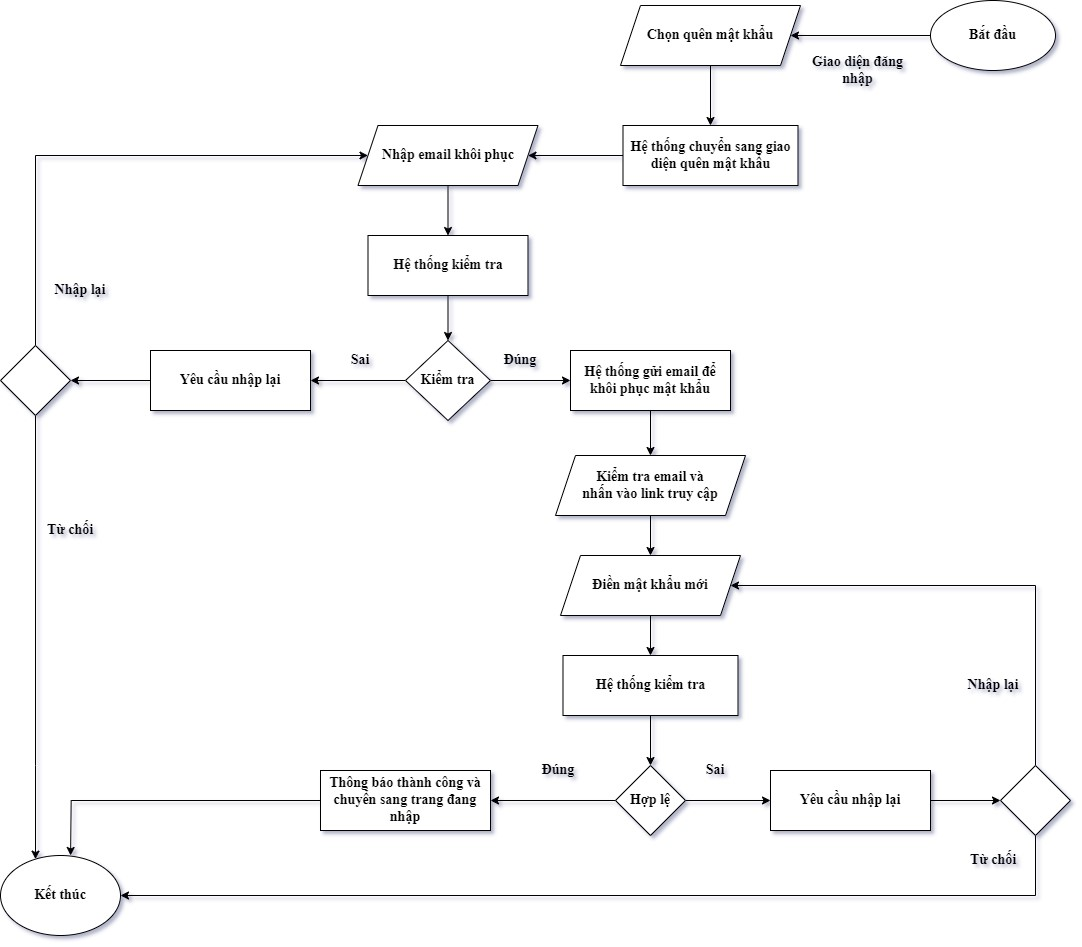 Chọn quên mật khẩu
Bắt đầu
Giao diện đăng
nhập
Nhập email khôi phục
Hệ thống chuyển sang giao
diện quên mật khẩu
Hệ thống kiểm tra
Nhập lại
Sai
Đúng
Yêu cầu nhập lại
Kiểm tra
Hệ thống gửi email để
khôi phục mật khẩu
Kiểm tra email và
nhấn vào link truy cập
Từ chối
Điền mật khẩu mới
Hệ thống kiểm tra
Nhập lại
Đúng
Sai
Thông báo thành công và
chuyển sang trang đang
nhập
Hợp lệ
Yêu cầu nhập lại
Từ chối
Kết thúc